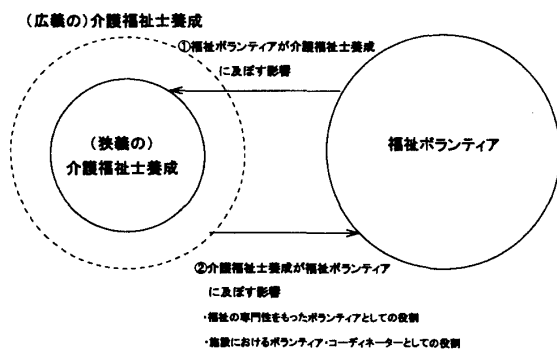 （広義の）介護福祉士養成
①福祉ボランティアが介護福祉士養成
に及ぼす影響
（狭義の）
介護福祉士養成
福祉ボランティア
②介護福祉士養成が福祉ボランティア
に及ぼす影響
・福祉の専門性をもったボランティアとしての役割
・施設におけるボランティア・コーディネーターとしての役割